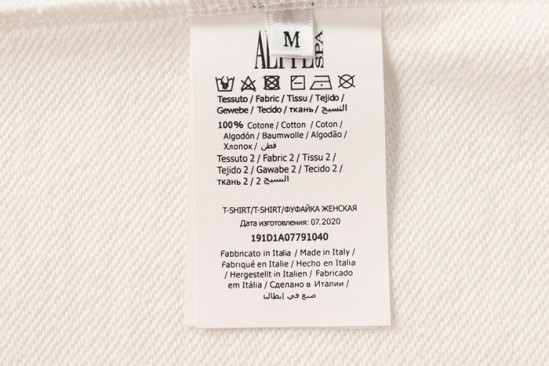 M
SPA
Tessuto / Fabric / Tissu / Tejido /
Gewebe / Tecido / ткань / النسيج
100% Cotone / Cotton / Coton /
Algodón / Baumwolle / Algodão /
Хлопок / قطن
Tessuto 2 / Fabric 2 / Tissu 2 /
Tejido 2 / Gawabe 2 / Tecido 2 /
ткань 2 / 2 النسيج
T-SHIRT/T-SHIRT/ФУФАЙКА ЖЕНСКАЯ
Дата изготовления: 07.2020
191D1A07791040
Fabbricato in Italia / Made in Italy /
Fabriqué en Italie / Hecho en Italia
/ Hergestellt in Italien / Fabricado
em Itália / Сделано в Италии /
صنع في إيطاليا